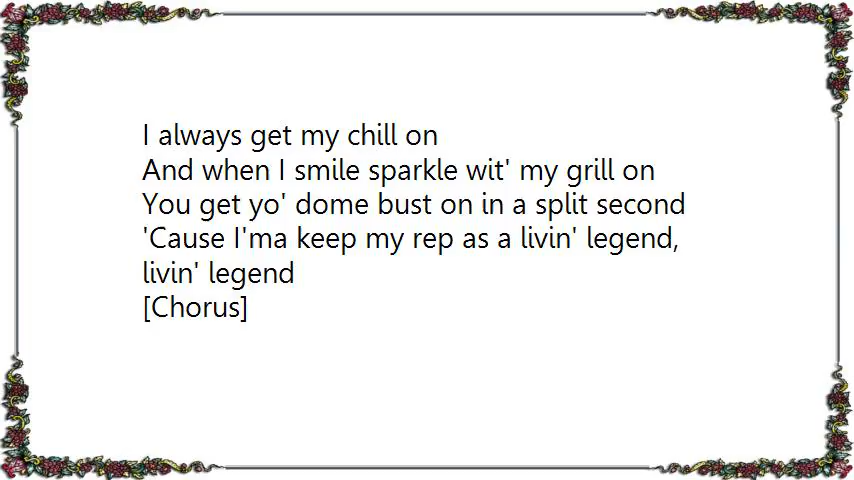 I always get my chill on
And when I smile sparkle wit' my grill on
You get yo' dome bust on in a split second
'Cause I'ma keep my rep as a livin' legend,
livin' legend
[Chorus]